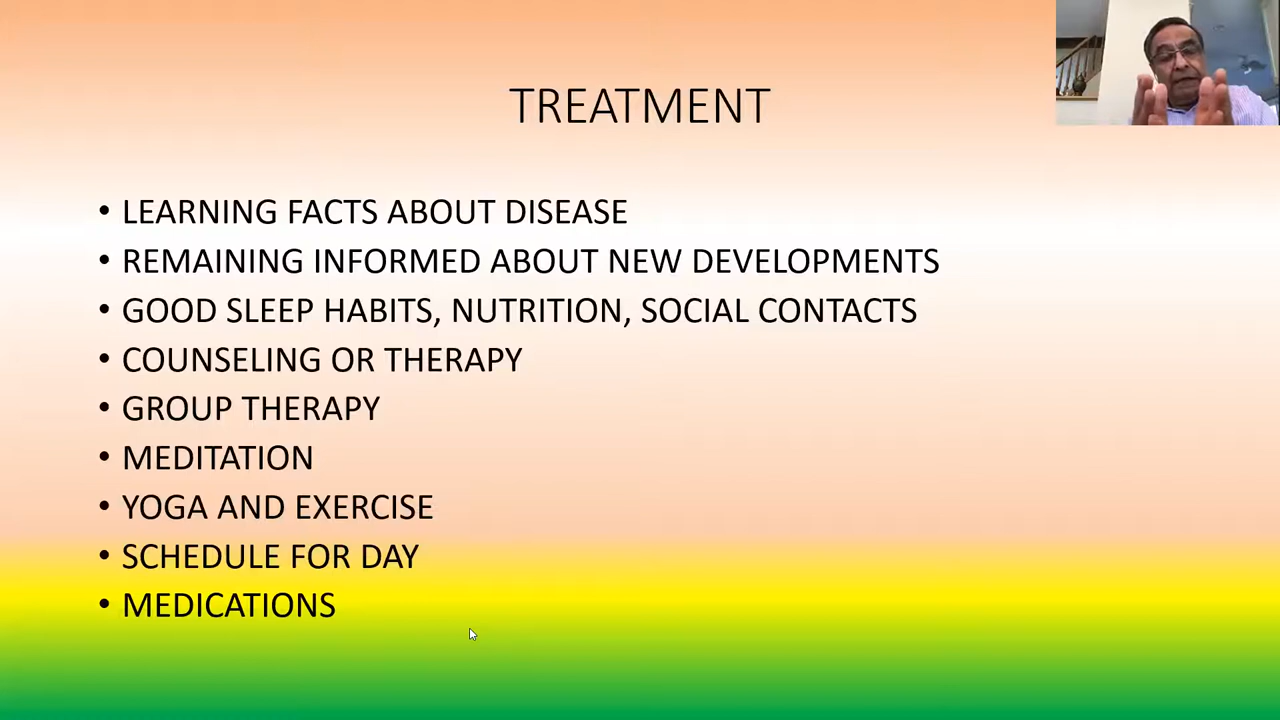 TREATMENT
• LEARNING FACTS ABOUT DISEASE
• REMAINING INFORMED ABOUT NEW DEVELOPMENTS
• GOOD SLEEP HABITS, NUTRITION, SOCIAL CONTACTS
• COUNSELING OR THERAPY
• GROUP THERAPY
• MEDITATION
• YOGA AND EXERCISE
• SCHEDULE FOR DAY
• MEDICATIONS